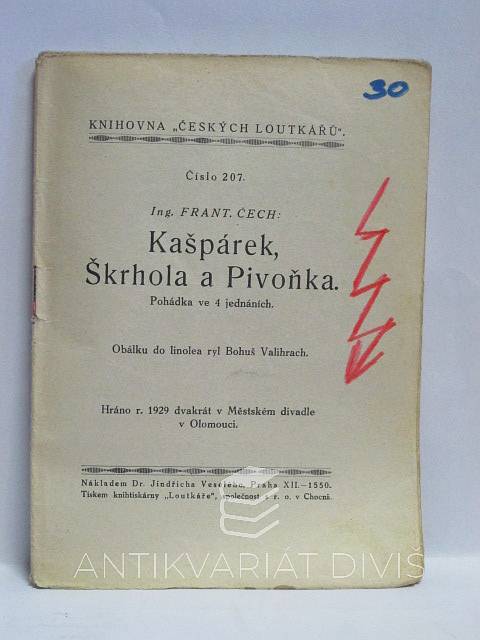 30
KNIHOVNA „ČESKÝCH LOUTKÁŘŮ“.
Číslo 207.
Ing. FRANT. ČECH:
Kašpárek,
Škrhola a Pivoňka.
Pohádka ve 4 jednáních.
Obálku do linolea ryl Bohuš Valihrach.
Hráno r. 1929 dvakrát v Městském divadle
v Olomouci.
Nákladem Dr. Jindřicha Veselého, Praha XII.—1550.
Tiskem knihtiskárny „Loutkáře“, společnost s r. o. v Chocni.
ANTIKVARIÁT DIVIŠ